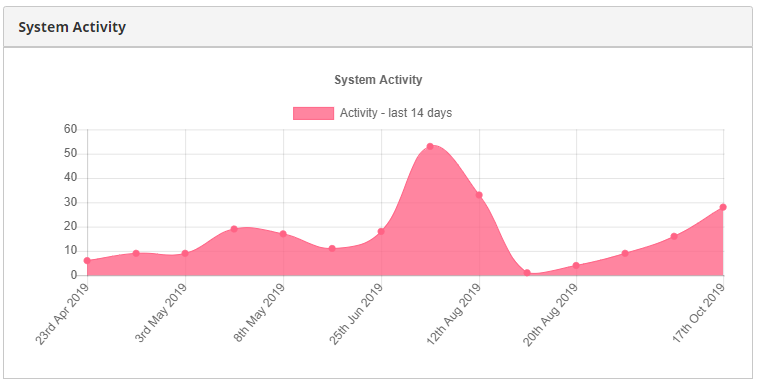 System Activity
System Activity
Activity - last 14 days
60
50
40
30
20
10
0
23rd Apr 2019
3rd May 2019
8th May 2019
25th Jun 2019
12th Aug 2019
20th Aug 2019
17th Oct 2019